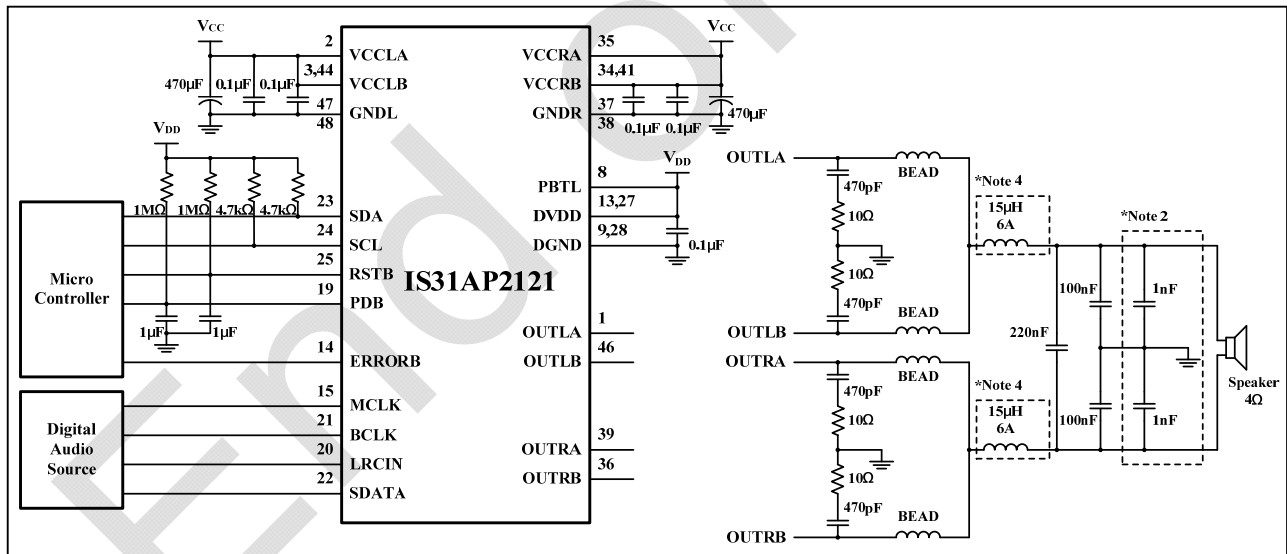 VCC
2
VCCLA
3,44
VCCLB
470µF
0.1µF
0.1µF
47
GNDL
48
VDD
1MΩ
1MΩ
4.7kΩ
4.7kΩ
23
SDA
24
SCL
25
RSTB
19
PDB
1µF
1µF
14
ERRORB
15
MCLK
21
BCLK
20
LRCIN
22
SDATA
Micro
Controller
Digital
Audio
Source
IS31AP2121
VCC
35
VCCRA
34,41
VCCRB
37
GNDR
38
0.1µF
0.1µF
470µF
VDD
8
PBTL
13,27
DVDD
9,28
DGND
0.1µF
1
OUTLA
46
OUTLB
39
OUTRA
36
OUTRB
OUTLA
BEAD
470pF
10Ω
10Ω
470pF
OUTLB
BEAD
OUTRA
BEAD
470pF
10Ω
10Ω
470pF
OUTRB
BEAD
*Note 4
15µH
6A
*Note 4
15µH
6A
*Note 2
100nF
1nF
220nF
100nF
1nF
Speaker
4Ω
End of